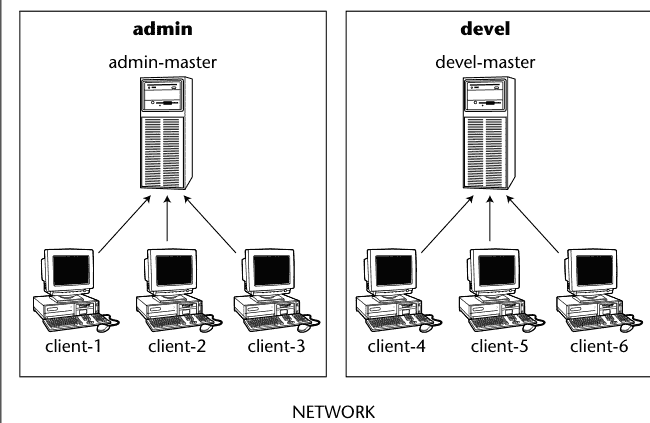 admin
devel
admin-master
devel-master
client-1
client-2
client-3
client-4
client-5
client-6
NETWORK